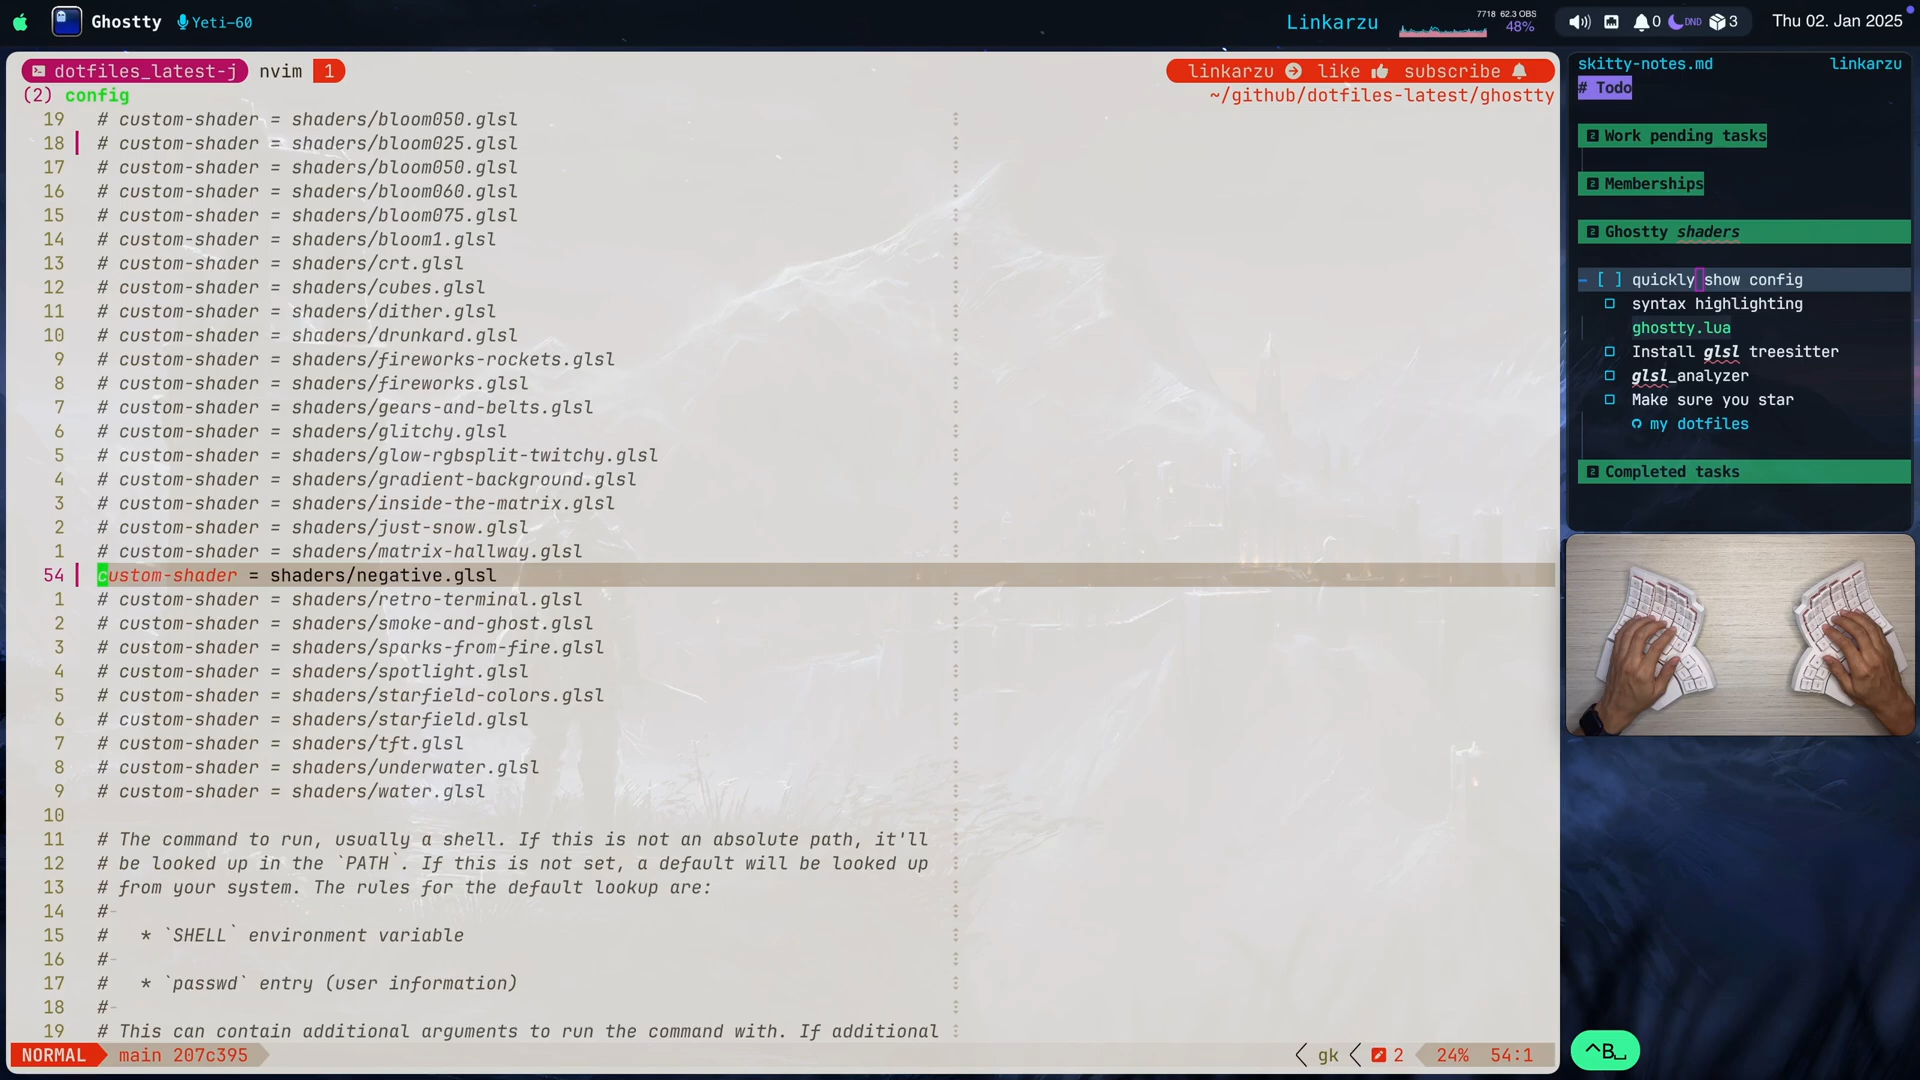 Ghostty Yeti-60
Linkarzu
7718 62.3 OBS
48%
0 DND 3
Thu 02. Jan 2025
dotfiles_latest-j nvim 1
linkarzu like subscribe
(2) config
~/github/dotfiles-latest/ghostty
19 # custom-shader = shaders/bloom050.glsl
18 # custom-shader = shaders/bloom025.glsl
17 # custom-shader = shaders/bloom050.glsl
16 # custom-shader = shaders/bloom060.glsl
15 # custom-shader = shaders/bloom075.glsl
14 # custom-shader = shaders/bloom1.glsl
13 # custom-shader = shaders/crt.glsl
12 # custom-shader = shaders/cubes.glsl
11 # custom-shader = shaders/dither.glsl
10 # custom-shader = shaders/drunkard.glsl
9 # custom-shader = shaders/fireworks-rockets.glsl
8 # custom-shader = shaders/fireworks.glsl
7 # custom-shader = shaders/gears-and-belts.glsl
6 # custom-shader = shaders/glitchy.glsl
5 # custom-shader = shaders/glow-rgbsplit-twitchy.glsl
4 # custom-shader = shaders/gradient-background.glsl
3 # custom-shader = shaders/inside-the-matrix.glsl
2 # custom-shader = shaders/just-snow.glsl
1 # custom-shader = shaders/matrix-hallway.glsl
54 custom-shader = shaders/negative.glsl
1 # custom-shader = shaders/retro-terminal.glsl
2 # custom-shader = shaders/smoke-and-ghost.glsl
3 # custom-shader = shaders/sparks-from-fire.glsl
4 # custom-shader = shaders/spotlight.glsl
5 # custom-shader = shaders/starfield-colors.glsl
6 # custom-shader = shaders/starfield.glsl
7 # custom-shader = shaders/tft.glsl
8 # custom-shader = shaders/underwater.glsl
9 # custom-shader = shaders/water.glsl
10
11 # The command to run, usually a shell. If this is not an absolute path, it'll
12 # be looked up in the `PATH`. If this is not set, a default will be looked up
13 # from your system. The rules for the default lookup are:
14 #-
15 #   * `SHELL` environment variable
16 #-
17 #   * `passwd` entry (user information)
18 #-
19 # This can contain additional arguments to run the command with. If additional
NORMAL main 207c395
gk 2 24% 54:1
skitty-notes.md linkarzu
# Todo
2 Work pending tasks
2 Memberships
2 Ghostty shaders
- [ ] quickly show config
syntax highlighting
ghostty.lua
Install glsl treesitter
glsl_analyzer
Make sure you star
my dotfiles
2 Completed tasks
^B␣